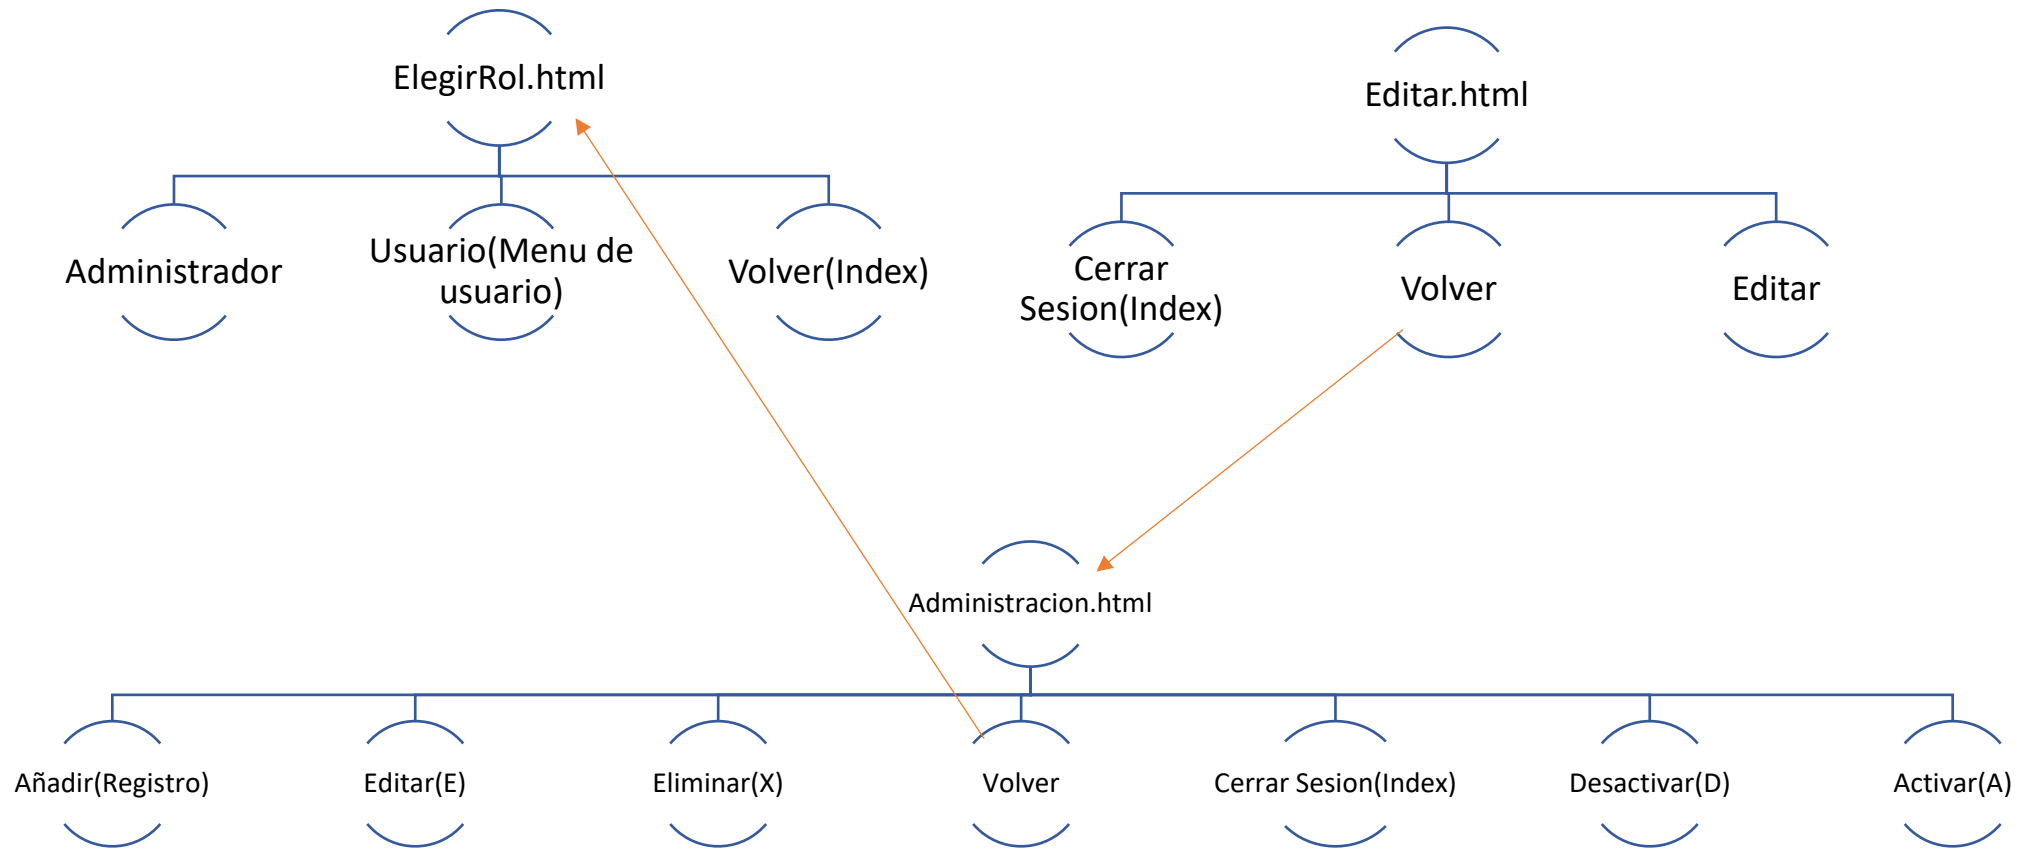 ElegirRol.html
Administrador
Usuario(Menu de
usuario)
Volver(Index)
Editar.html
Cerrar
Sesion(Index)
Volver
Editar
Administracion.html
Añadir(Registro)
Editar(E)
Eliminar(X)
Volver
Cerrar Sesion(Index)
Desactivar(D)
Activar(A)